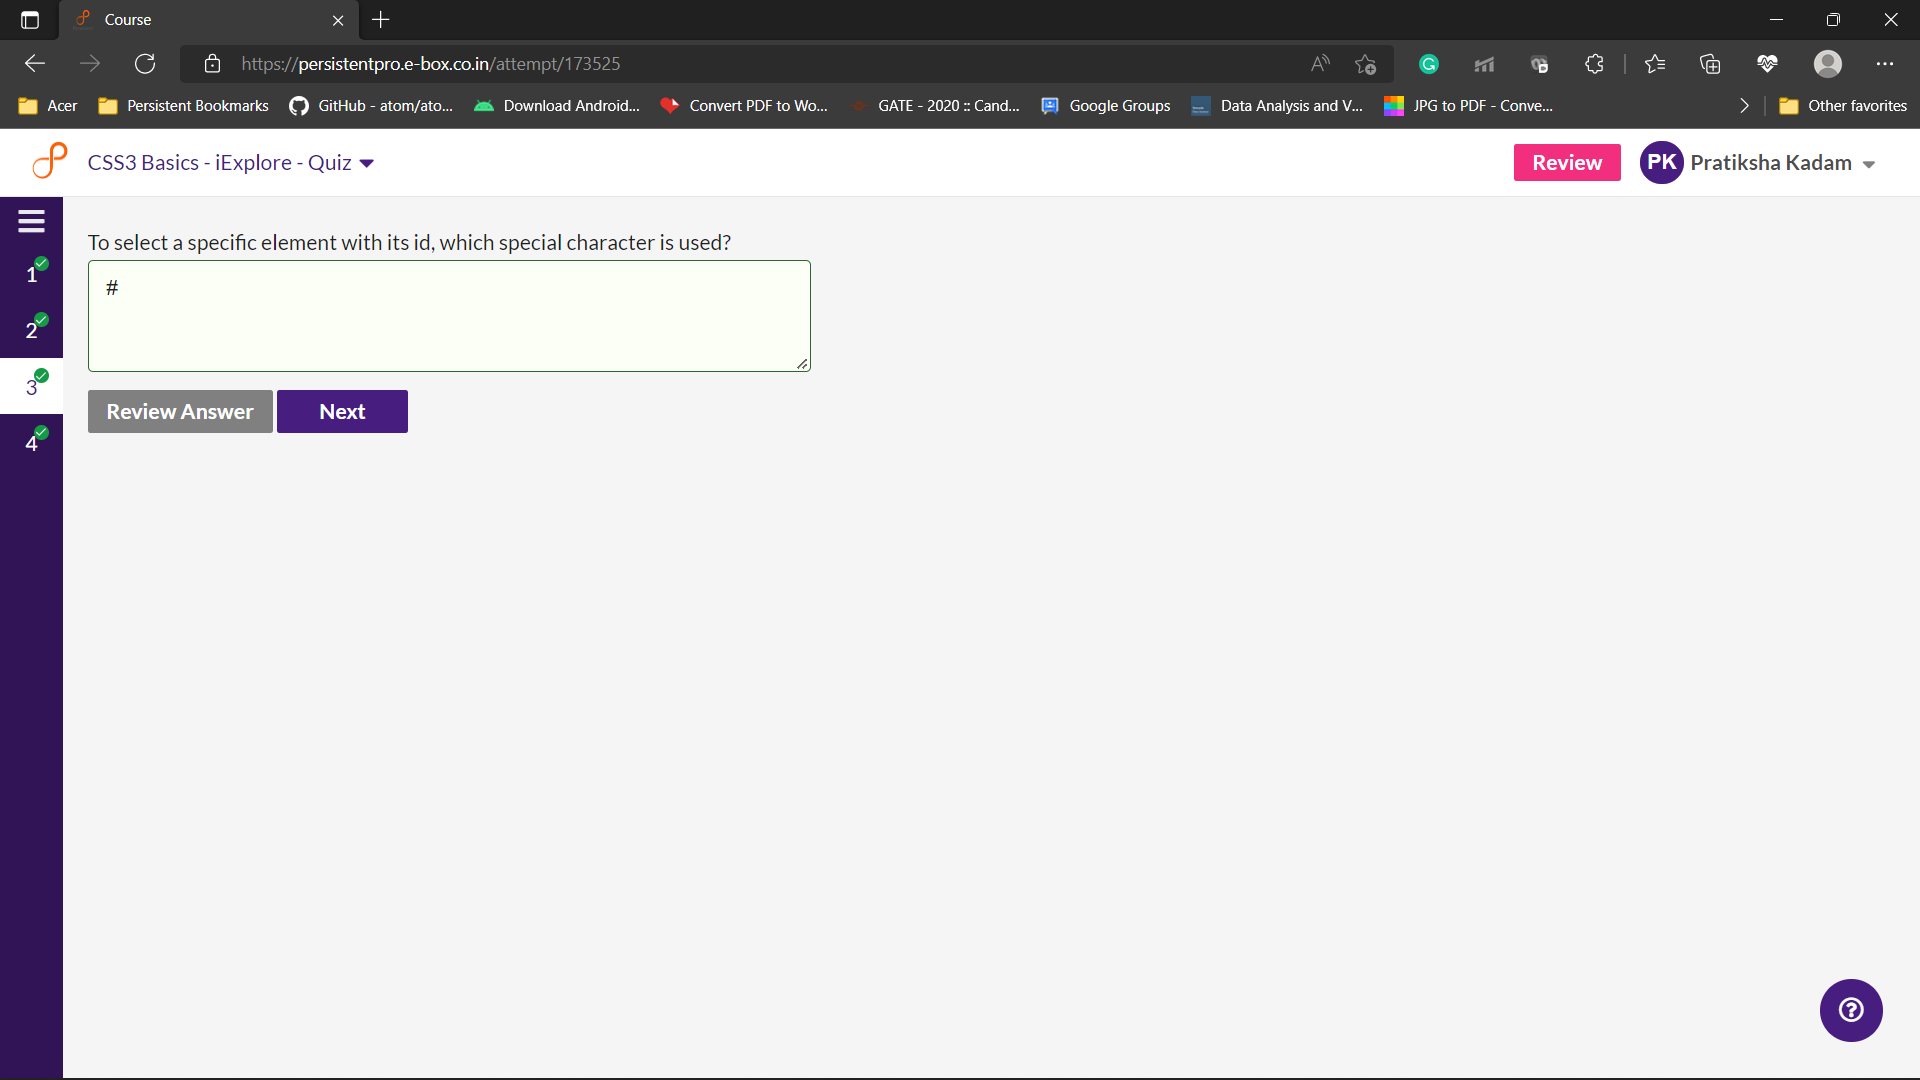 Course
https://persistentpro.e-box.co.in/attempt/173525
Acer Persistent Bookmarks GitHub - atom/ato... Download Android... Convert PDF to Wo... GATE - 2020 :: Cand... Google Groups Data Analysis and V... JPG to PDF - Conve... Other favorites
CSS3 Basics - iExplore - Quiz Review PK Pratiksha Kadam
To select a specific element with its id, which special character is used?
1
#
2
3
Review Answer Next
4